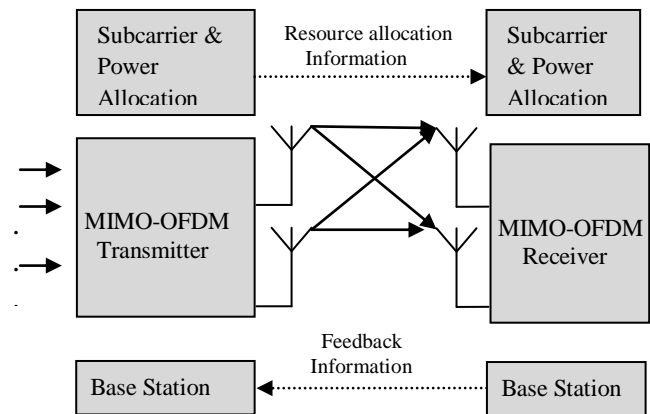 Subcarrier &
Power
Allocation
Resource allocation
Information
Subcarrier
& Power
Allocation
MIMO-OFDM
Transmitter
MIMO-OFDM
Receiver
Feedback
Information
Base Station
Base Station